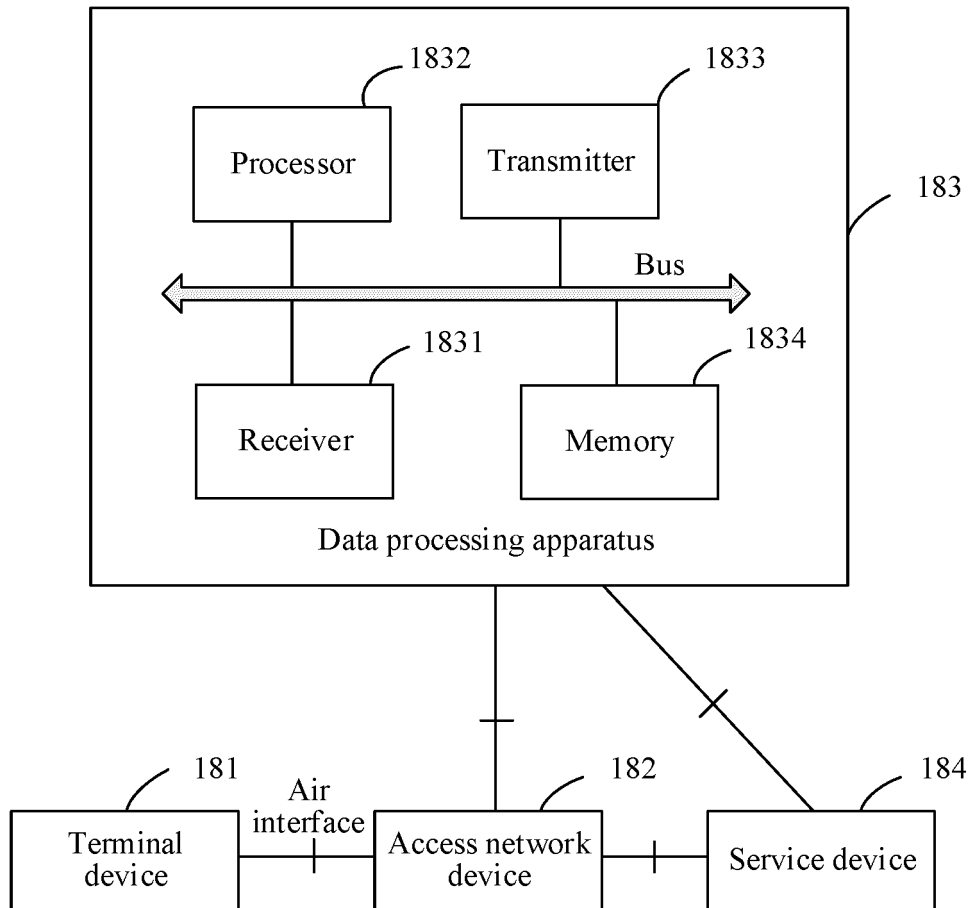 1832
1833
Processor
Transmitter
183
Bus
1831
1834
Receiver
Memory
Data processing apparatus
181
182
184
Air
interface
Terminal
device
Access network
device
Service device